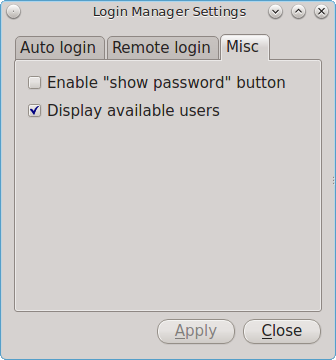 Login Manager Settings
Auto login Remote login Misc
Enable "show password" button
Display available users
Apply Close